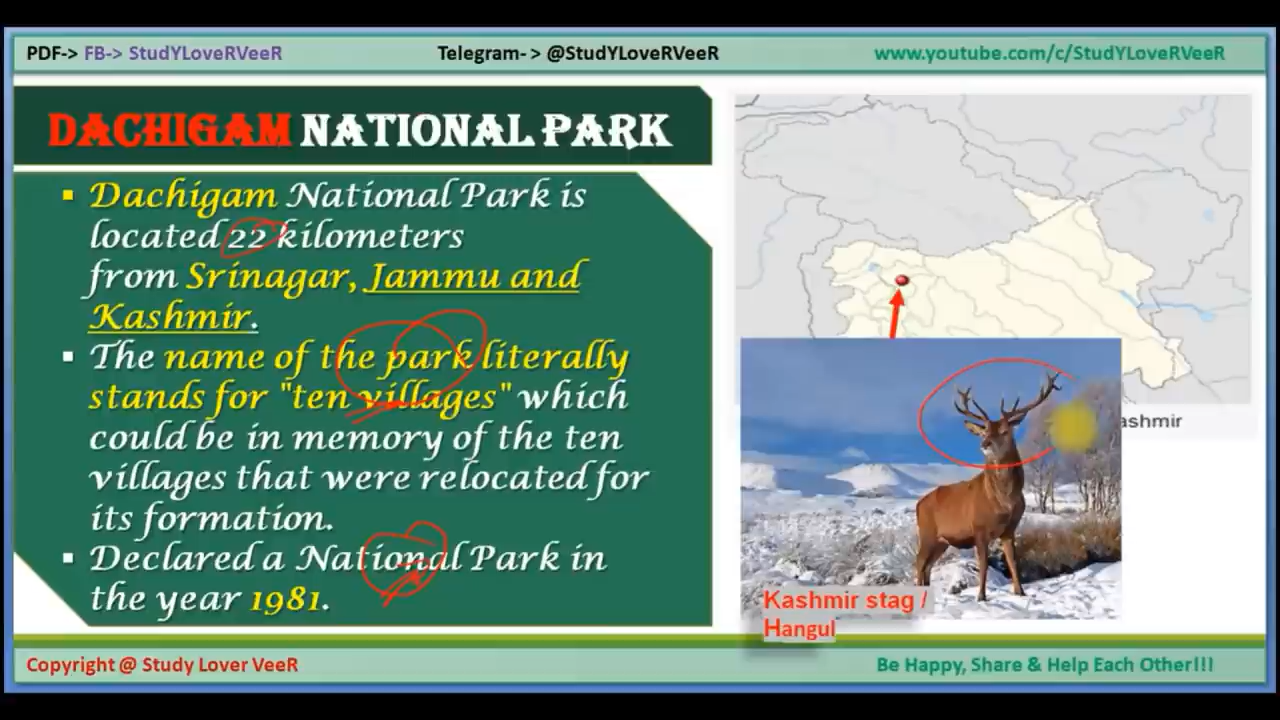 PDF-> FB-> StudYLoveRVeeR
Telegram- > @StudYLoveRVeeR
www.youtube.com/c/StudYLoveRVeeR
DACHIGAM NATIONAL PARK
Dachigam National Park is
located 22 kilometers
from Srinagar, Jammu and
Kashmir.
The name of the park literally
stands for "ten villages" which
could be in memory of the ten
villages that were relocated for
its formation.
Declared a National Park in
the year 1981.
ashmir
Kashmir stag /
Hangul
Copyright @ Study Lover VeeR
Be Happy, Share & Help Each Other!!!